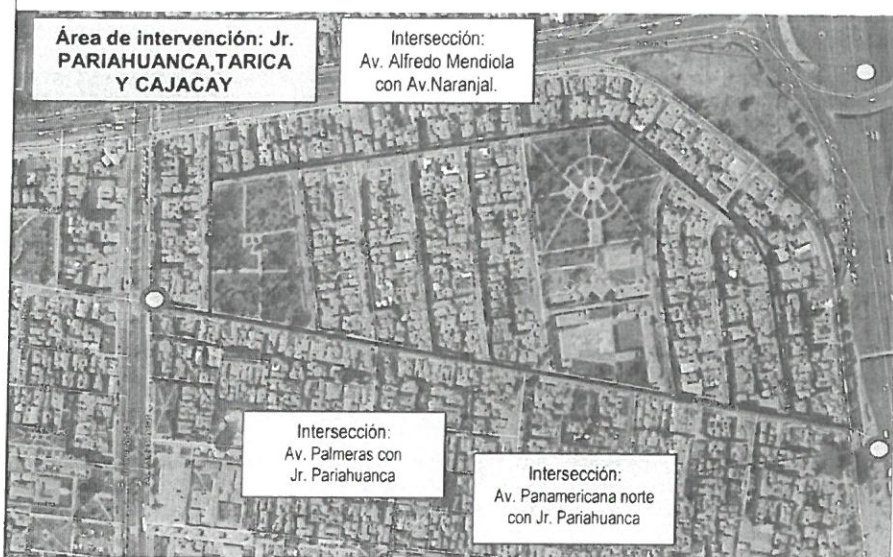 Área de intervención: Jr.
PARIAHUANCA,TARICA
Y CAJACAY
Intersección:
Av. Alfredo Mendiola
con Av.Naranjal.
Intersección:
Av. Palmeras con
Jr. Pariahuanca
Intersección:
Av. Panamericana norte
con Jr. Pariahuanca